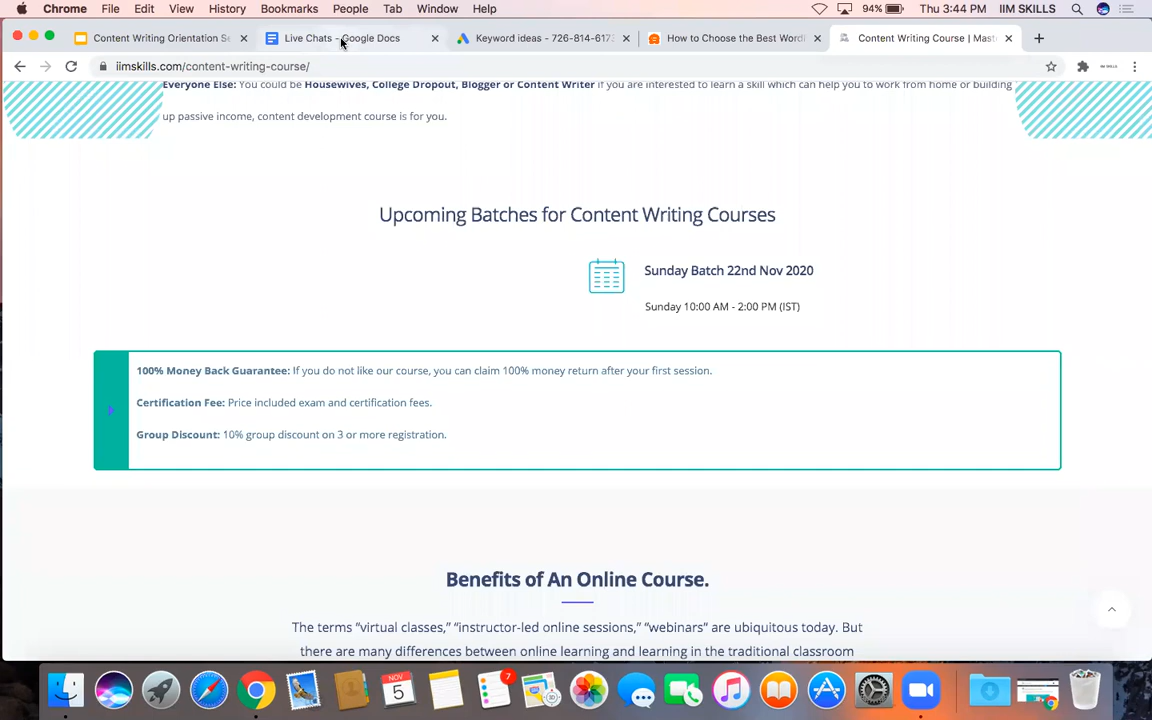 Chrome File Edit View History Bookmarks People Tab Window Help 94% Thu 3:44 PM IIM SKILLS
Content Writing Orientation Se Live Chats - Google Docs Keyword ideas - 726-814-617 How to Choose the Best Word Content Writing Course | Mast
iimskills.com/content-writing-course/
Everyone Else: You could be Housewives, College Dropout, Blogger or Content Writer if you are interested to learn a skill which can help you to work from home or building
up passive income, content development course is for you.
Upcoming Batches for Content Writing Courses
Sunday Batch 22nd Nov 2020
Sunday 10:00 AM - 2:00 PM (IST)
100% Money Back Guarantee: If you do not like our course, you can claim 100% money return after your first session.
Certification Fee: Price included exam and certification fees.
Group Discount: 10% group discount on 3 or more registration.
Benefits of An Online Course.
The terms "virtual classes," "instructor-led online sessions," "webinars" are ubiquitous today. But
there are many differences between online learning and learning in the traditional classroom
NOV
5
7